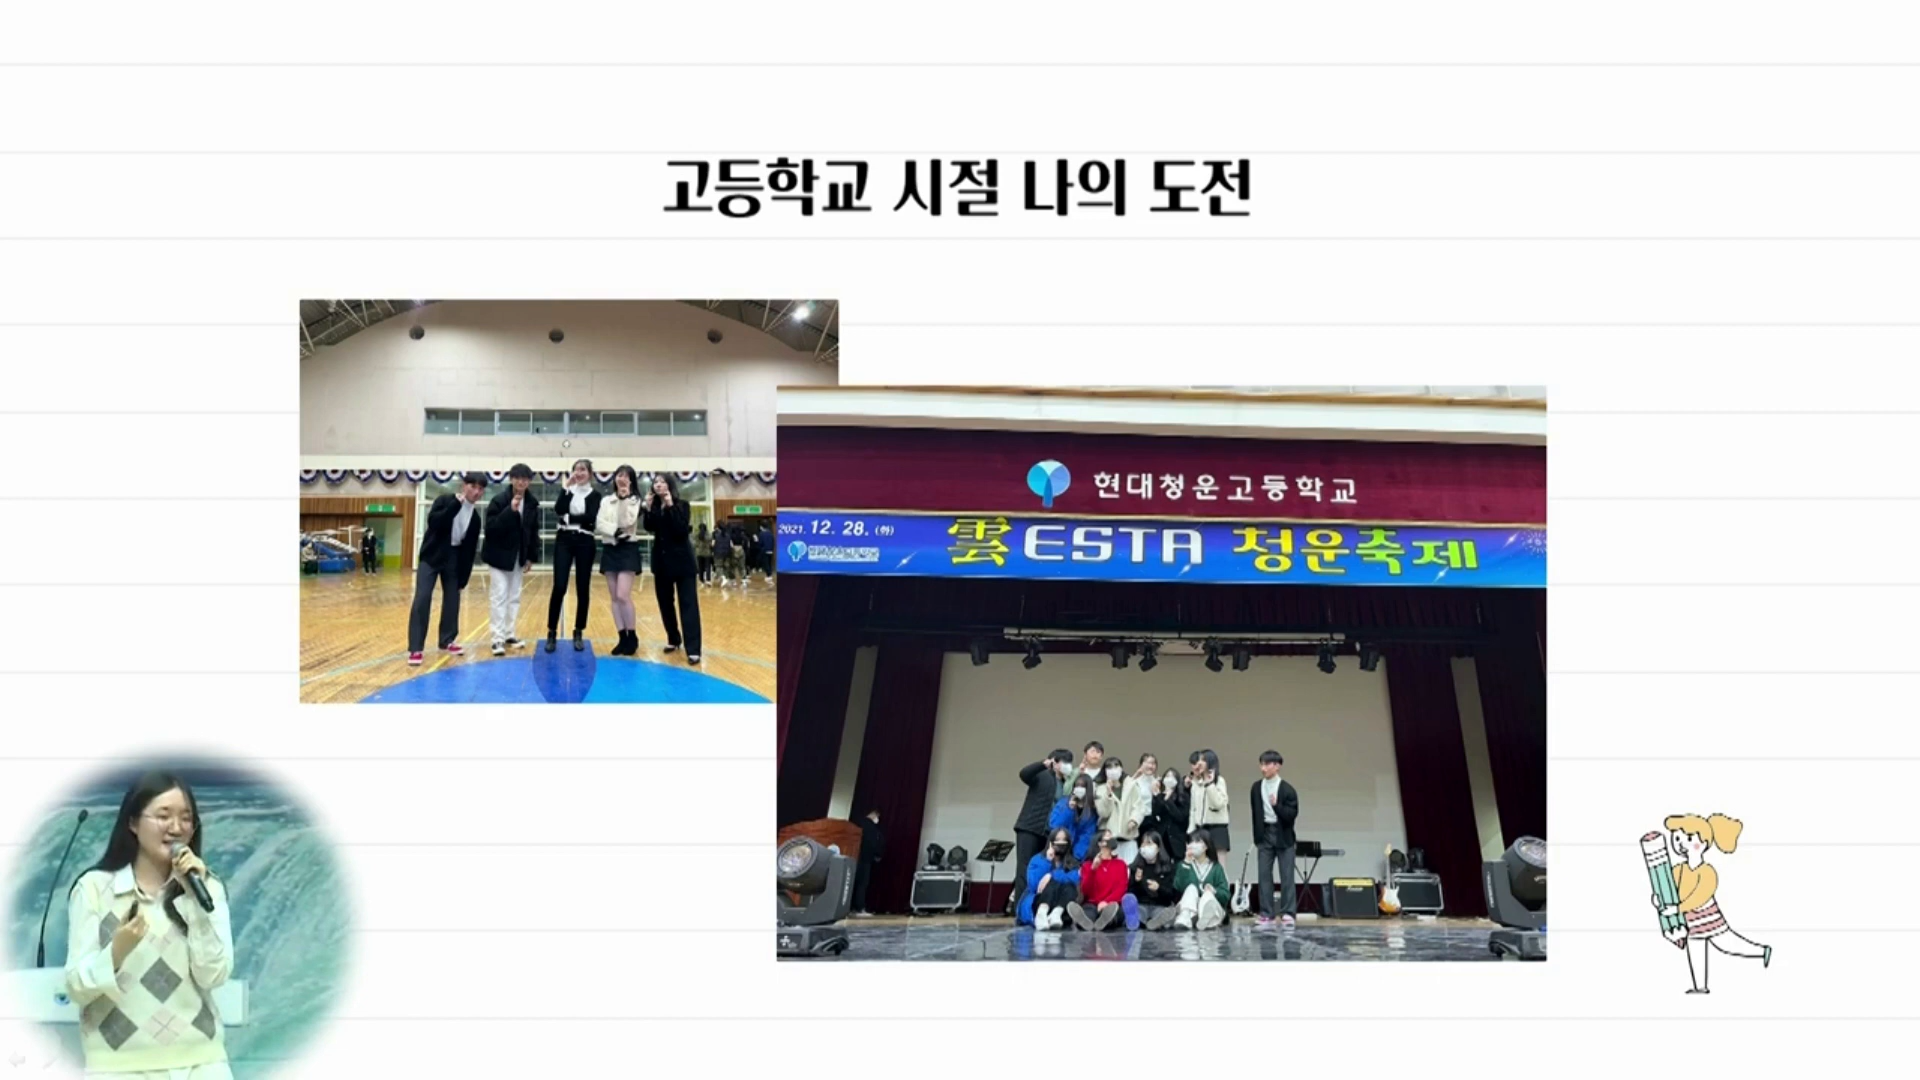 고등학교 시절 나의 도전
현대청운고등학교
2021. 12. 28. (화)
雲ESTA 청운축제